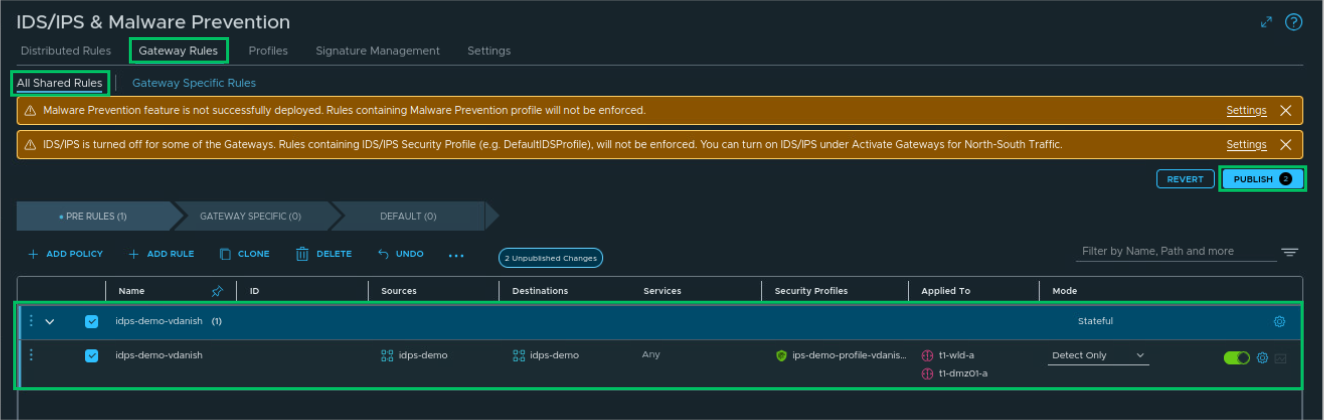 IDS/IPS & Malware Prevention
Distributed Rules Gateway Rules Profiles Signature Management Settings
All Shared Rules Gateway Specific Rules
Malware Prevention feature is not successfully deployed. Rules containing Malware Prevention profile will not be enforced. Settings
IDS/IPS is turned off for some of the Gateways. Rules containing IDS/IPS Security Profile (e.g. DefaultIDSProfile), will not be enforced. You can turn on IDS/IPS under Activate Gateways for North-South Traffic. Settings
REVERT PUBLISH 2
PRE RULES (1) GATEWAY SPECIFIC (0) DEFAULT (0)
ADD POLICY ADD RULE CLONE DELETE UNDO ... 2 Unpublished Changes Filter by Name, Path and more
Name ID Sources Destinations Services Security Profiles Applied To Mode
idps-demo-vdanish (1) Stateful
idps-demo-vdanish idps-demo idps-demo Any ips-demo-profile-vdanis... t1-wld-a Detect Only
t1-dmz01-a